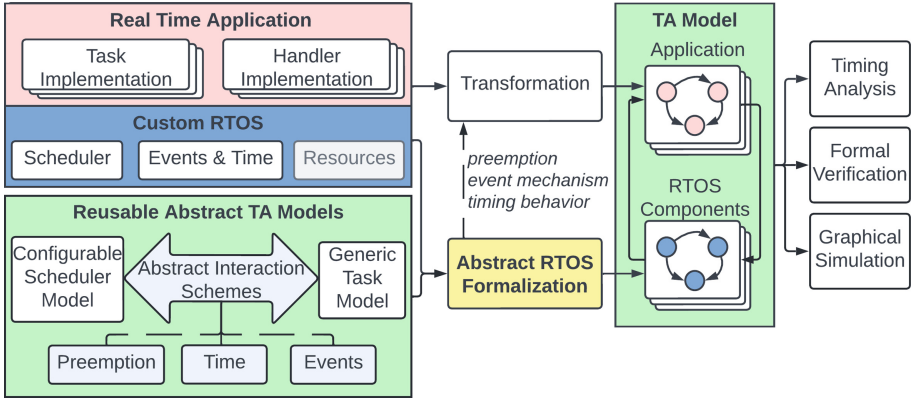 Real Time Application
Task
Implementation
Handler
Implementation
Custom RTOS
Scheduler
Events & Time
Resources
Reusable Abstract TA Models
Configurable
Scheduler
Model
Abstract Interaction
Schemes
Generic
Task
Model
Preemption
Time
Events
Transformation
preemption
event mechanism
timing behavior
Abstract RTOS
Formalization
TA Model
Application
RTOS
Components
Timing
Analysis
Formal
Verification
Graphical
Simulation